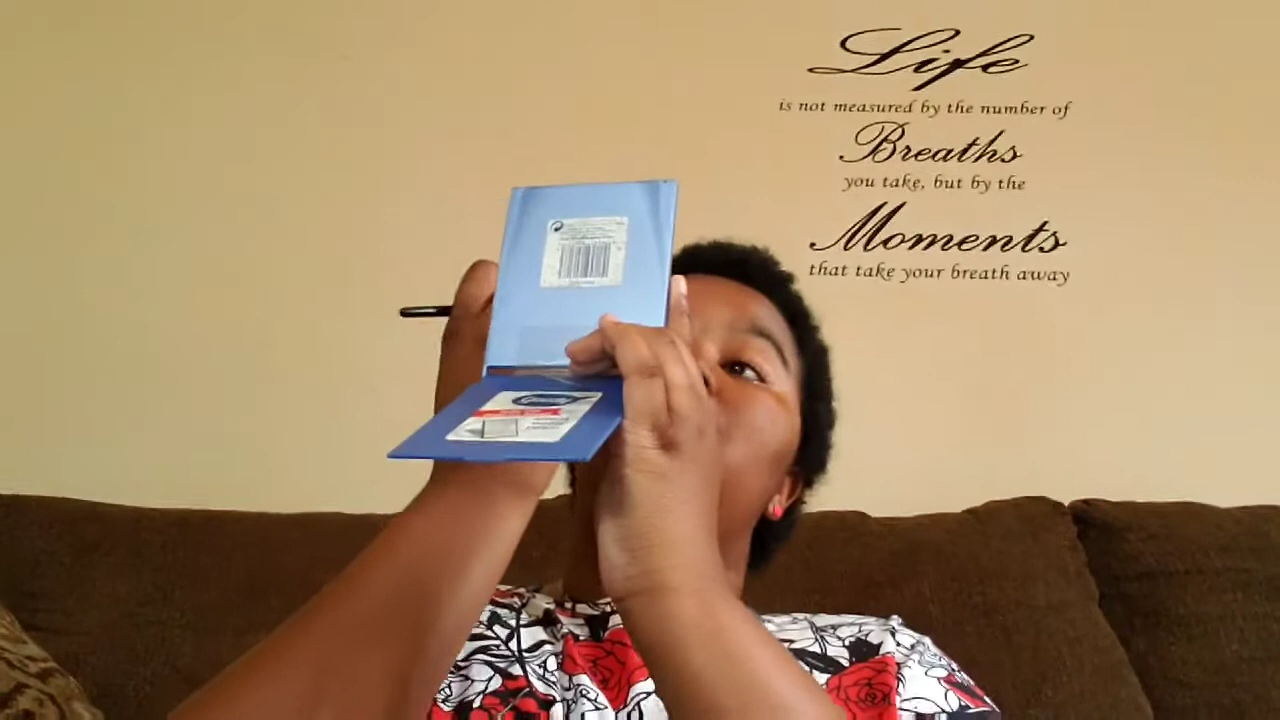 Life
is not measured by the number of
Breaths
you take, but by the
Moments
that take your breath away